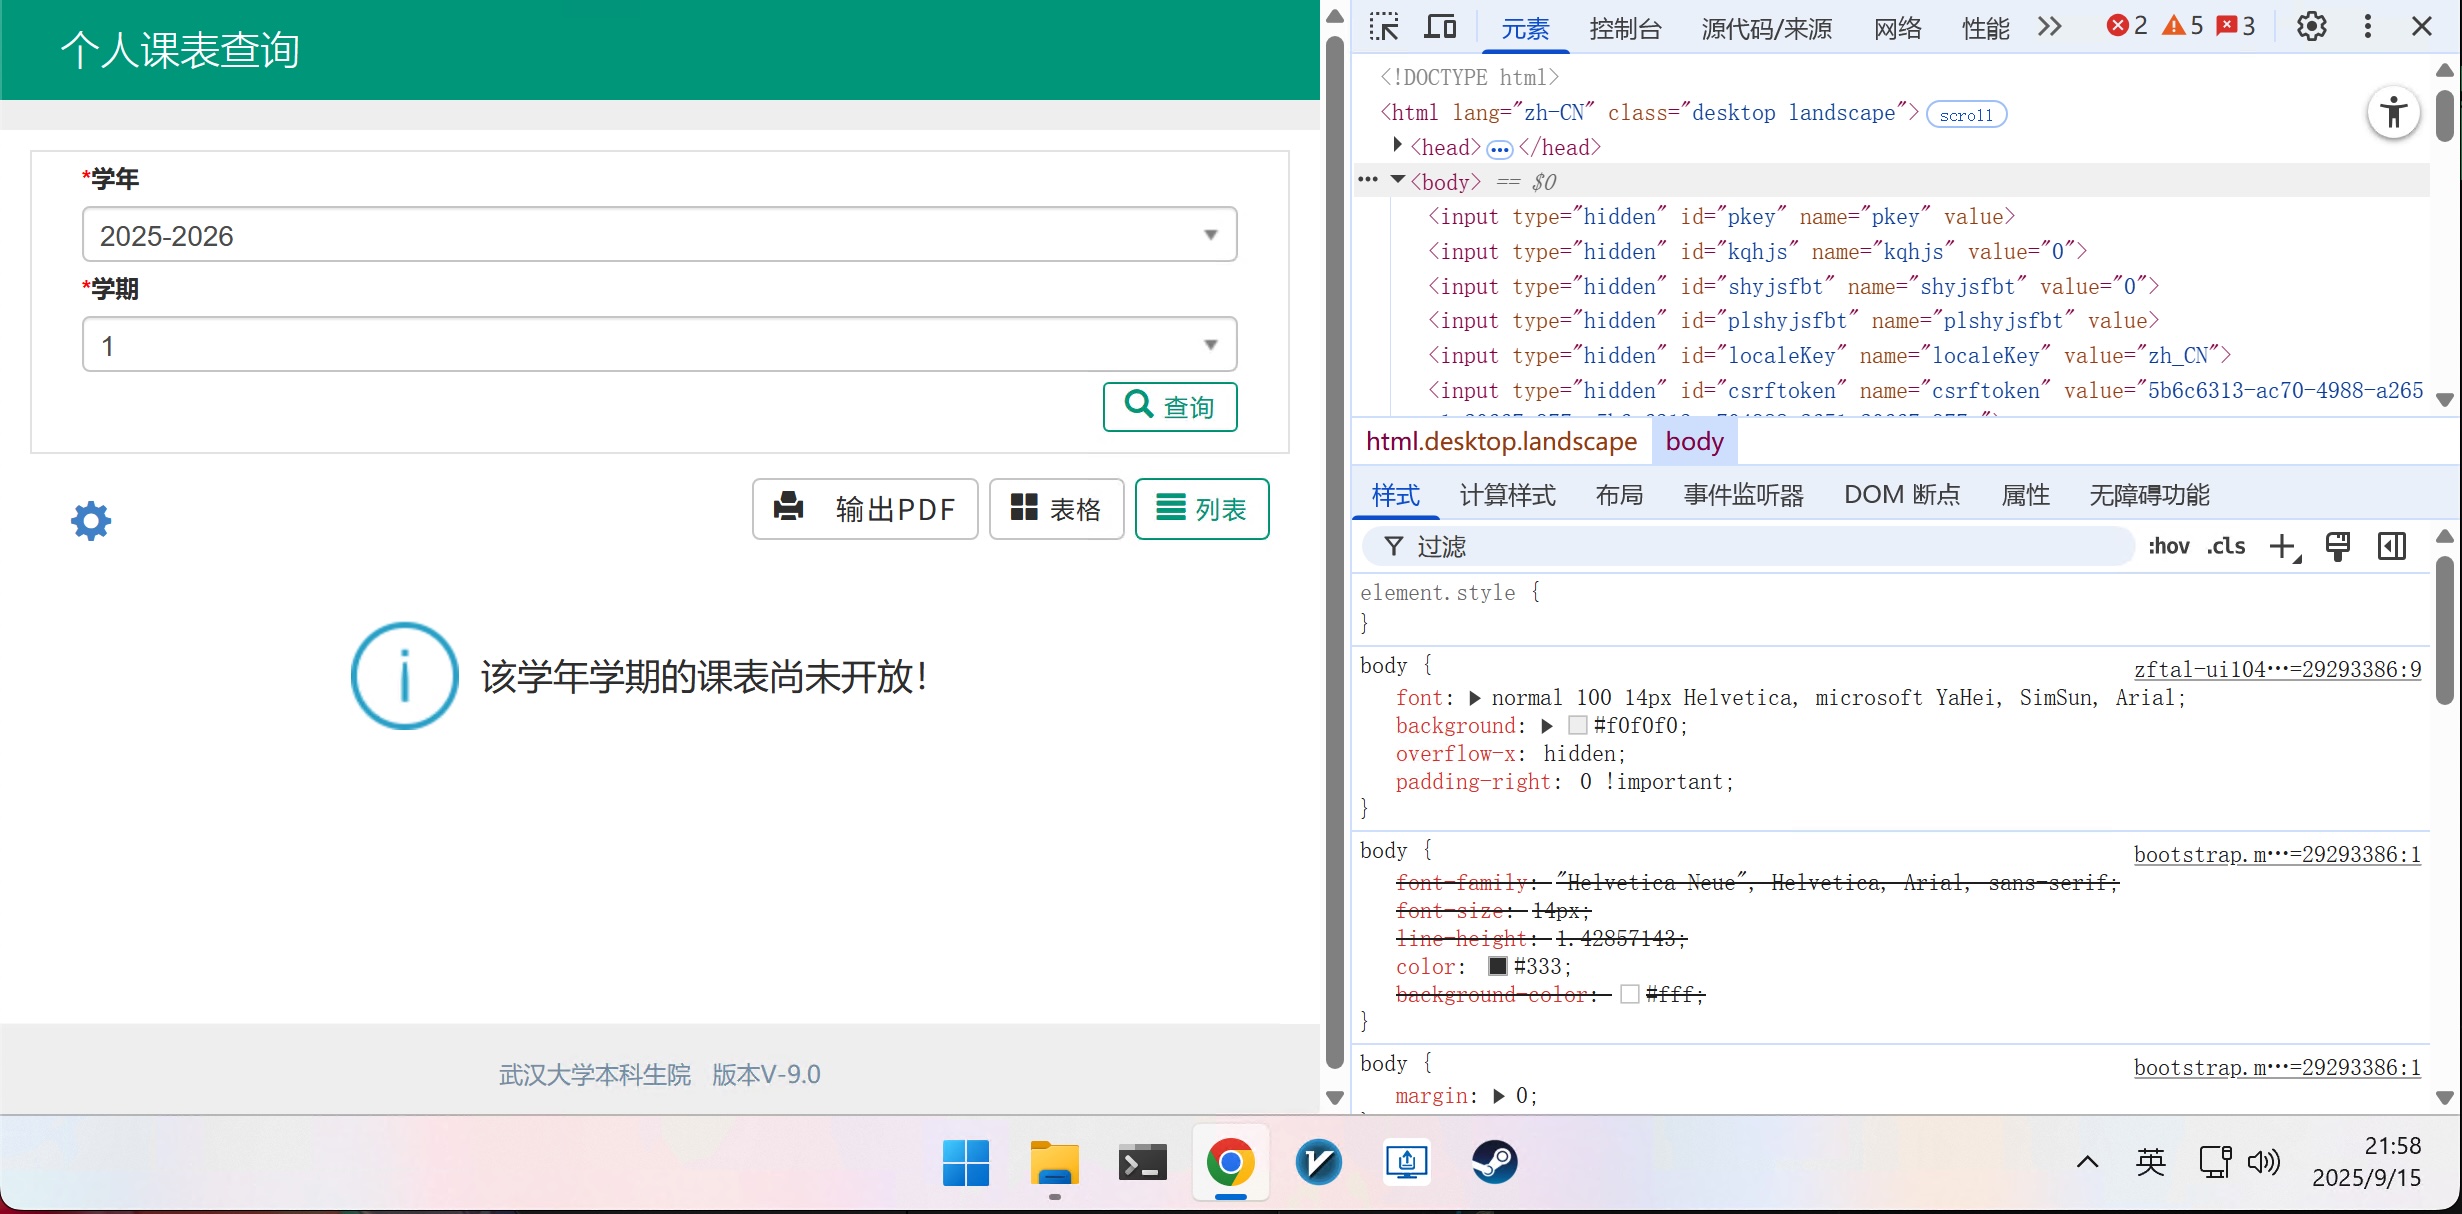 个人课表查询
*学年
2025-2026
*学期
1
查询
输出PDF
表格
列表
该学年学期的课表尚未开放！
武汉大学本科生院 版本V-9.0
元素
控制台
源代码/来源
网络
性能
2
5
3
<!DOCTYPE html>
<html lang="zh-CN" class="desktop landscape">
scroll
<head>
</head>
<body> == $0
<input type="hidden" id="pkey" name="pkey" value>
<input type="hidden" id="kqhjs" name="kqhjs" value="0">
<input type="hidden" id="shyjsfbt" name="shyjsfbt" value="0">
<input type="hidden" id="plshyjsfbt" name="plshyjsfbt" value>
<input type="hidden" id="localeKey" name="localeKey" value="zh_CN">
<input type="hidden" id="csrftoken" name="csrftoken" value="5b6c6313-ac70-4988-a265
html.desktop.landscape
body
样式
计算样式
布局
事件监听器
DOM 断点
属性
无障碍功能
过滤
:hov
.cls
element.style {
}
body {
zftal-ui104…=29293386:9
font: normal 100 14px Helvetica, microsoft YaHei, SimSun, Arial;
background: #f0f0f0;
overflow-x: hidden;
padding-right: 0 !important;
}
body {
bootstrap.m…=29293386:1
font-family: "Helvetica Neue", Helvetica, Arial, sans-serif;
font-size: 14px;
line-height: 1.42857143;
color: #333;
background-color: #fff;
}
body {
bootstrap.m…=29293386:1
margin: 0;
英
21:58
2025/9/15